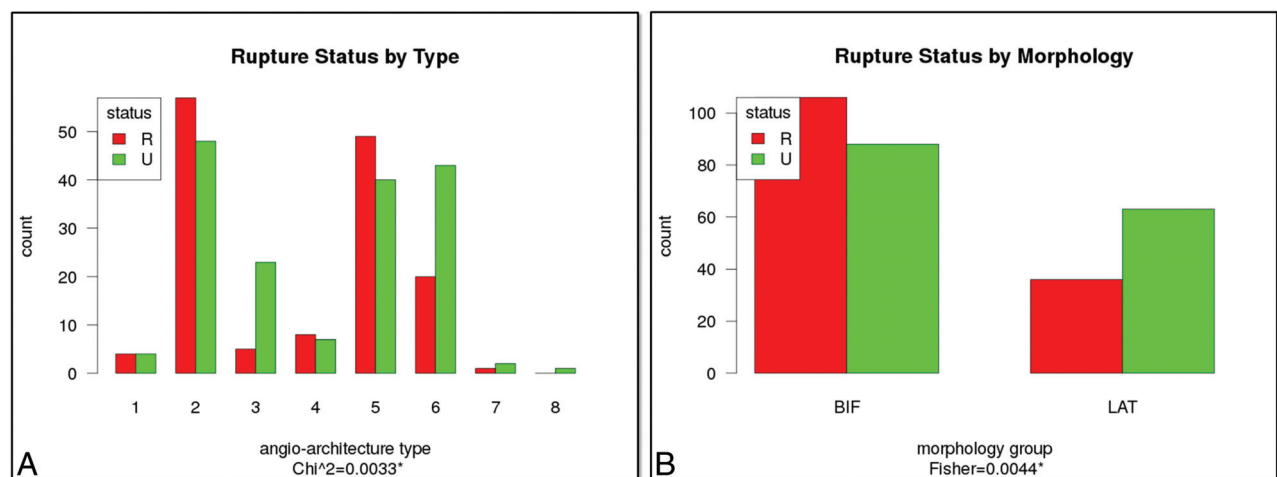 Rupture Status by Type
status
R
U
count
50
40
30
20
10
0
1 2 3 4 5 6 7 8
angio-architecture type
Chi^2=0.0033*
A
Rupture Status by Morphology
status
R
U
count
100
80
60
40
20
0
BIF LAT
morphology group
Fisher=0.0044*
B